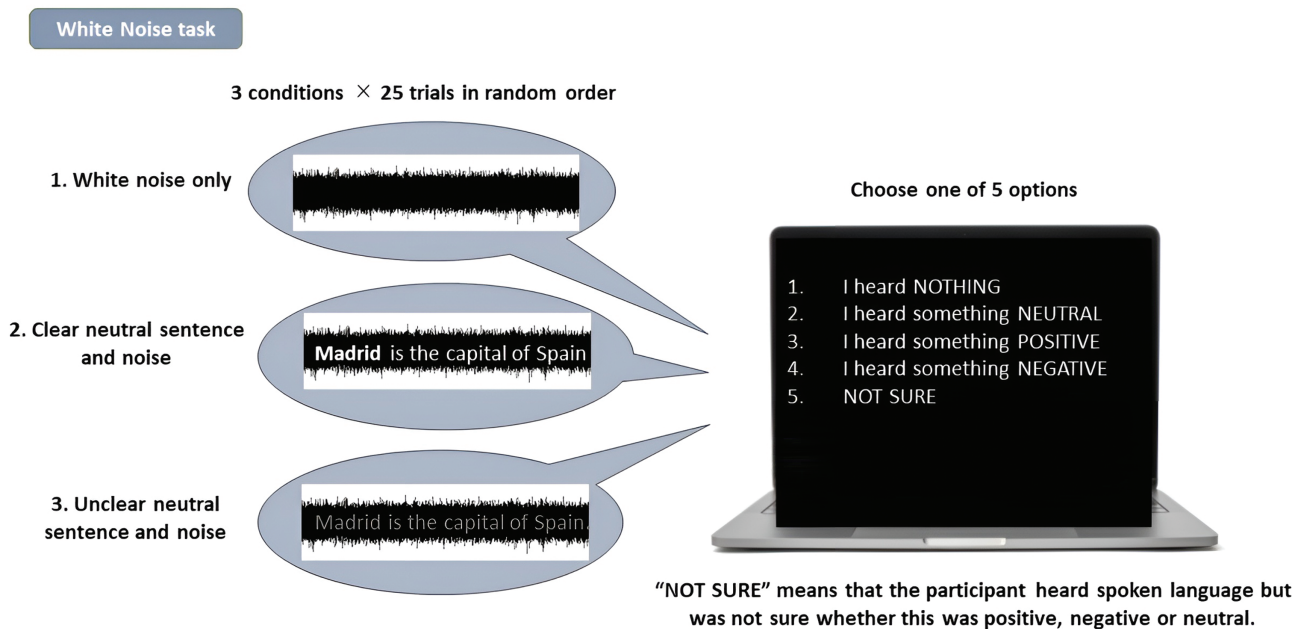 White Noise task
3 conditions × 25 trials in random order
1. White noise only
2. Clear neutral sentence
and noise
Madrid is the capital of Spain
3. Unclear neutral
sentence and noise
Madrid is the capital of Spain.
Choose one of 5 options
1. I heard NOTHING
2. I heard something NEUTRAL
3. I heard something POSITIVE
4. I heard something NEGATIVE
5. NOT SURE
“NOT SURE” means that the participant heard spoken language but
was not sure whether this was positive, negative or neutral.